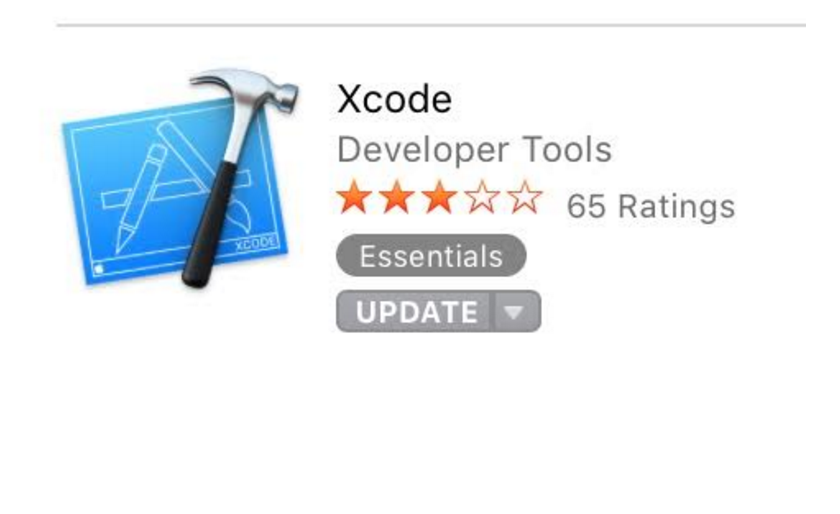 Xcode
Developer Tools
65 Ratings
Essentials
UPDATE
XCODE